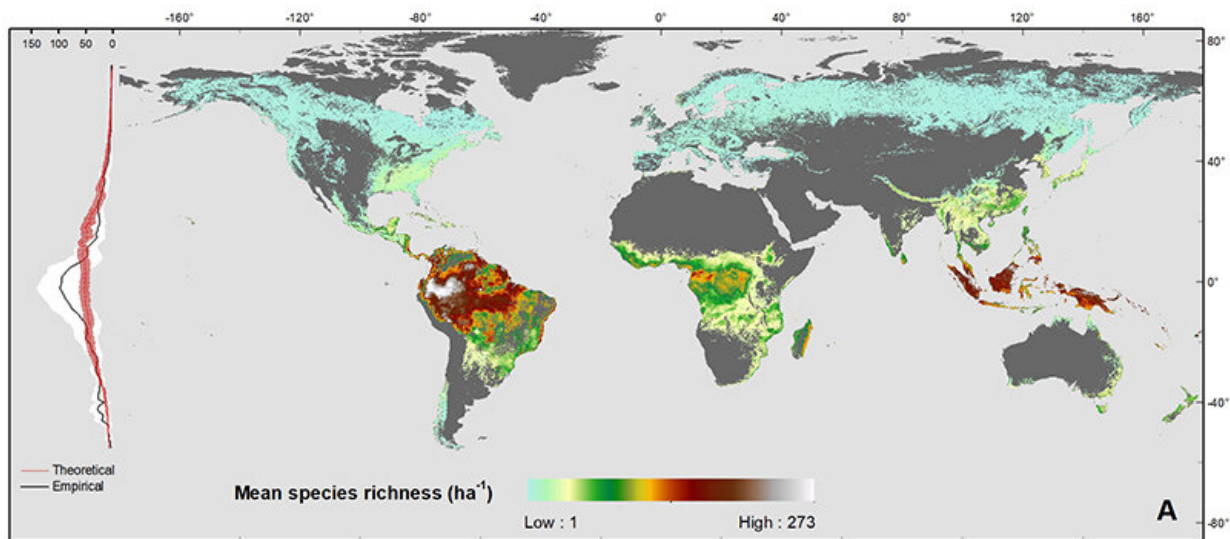 -160° -120° -80° -40° 0° 40° 80° 120° 160°
150 100 50 0
80°
40°
0°
-40°
-80°
Theoretical
Empirical
Mean species richness (ha-1)
Low : 1 High : 273
A